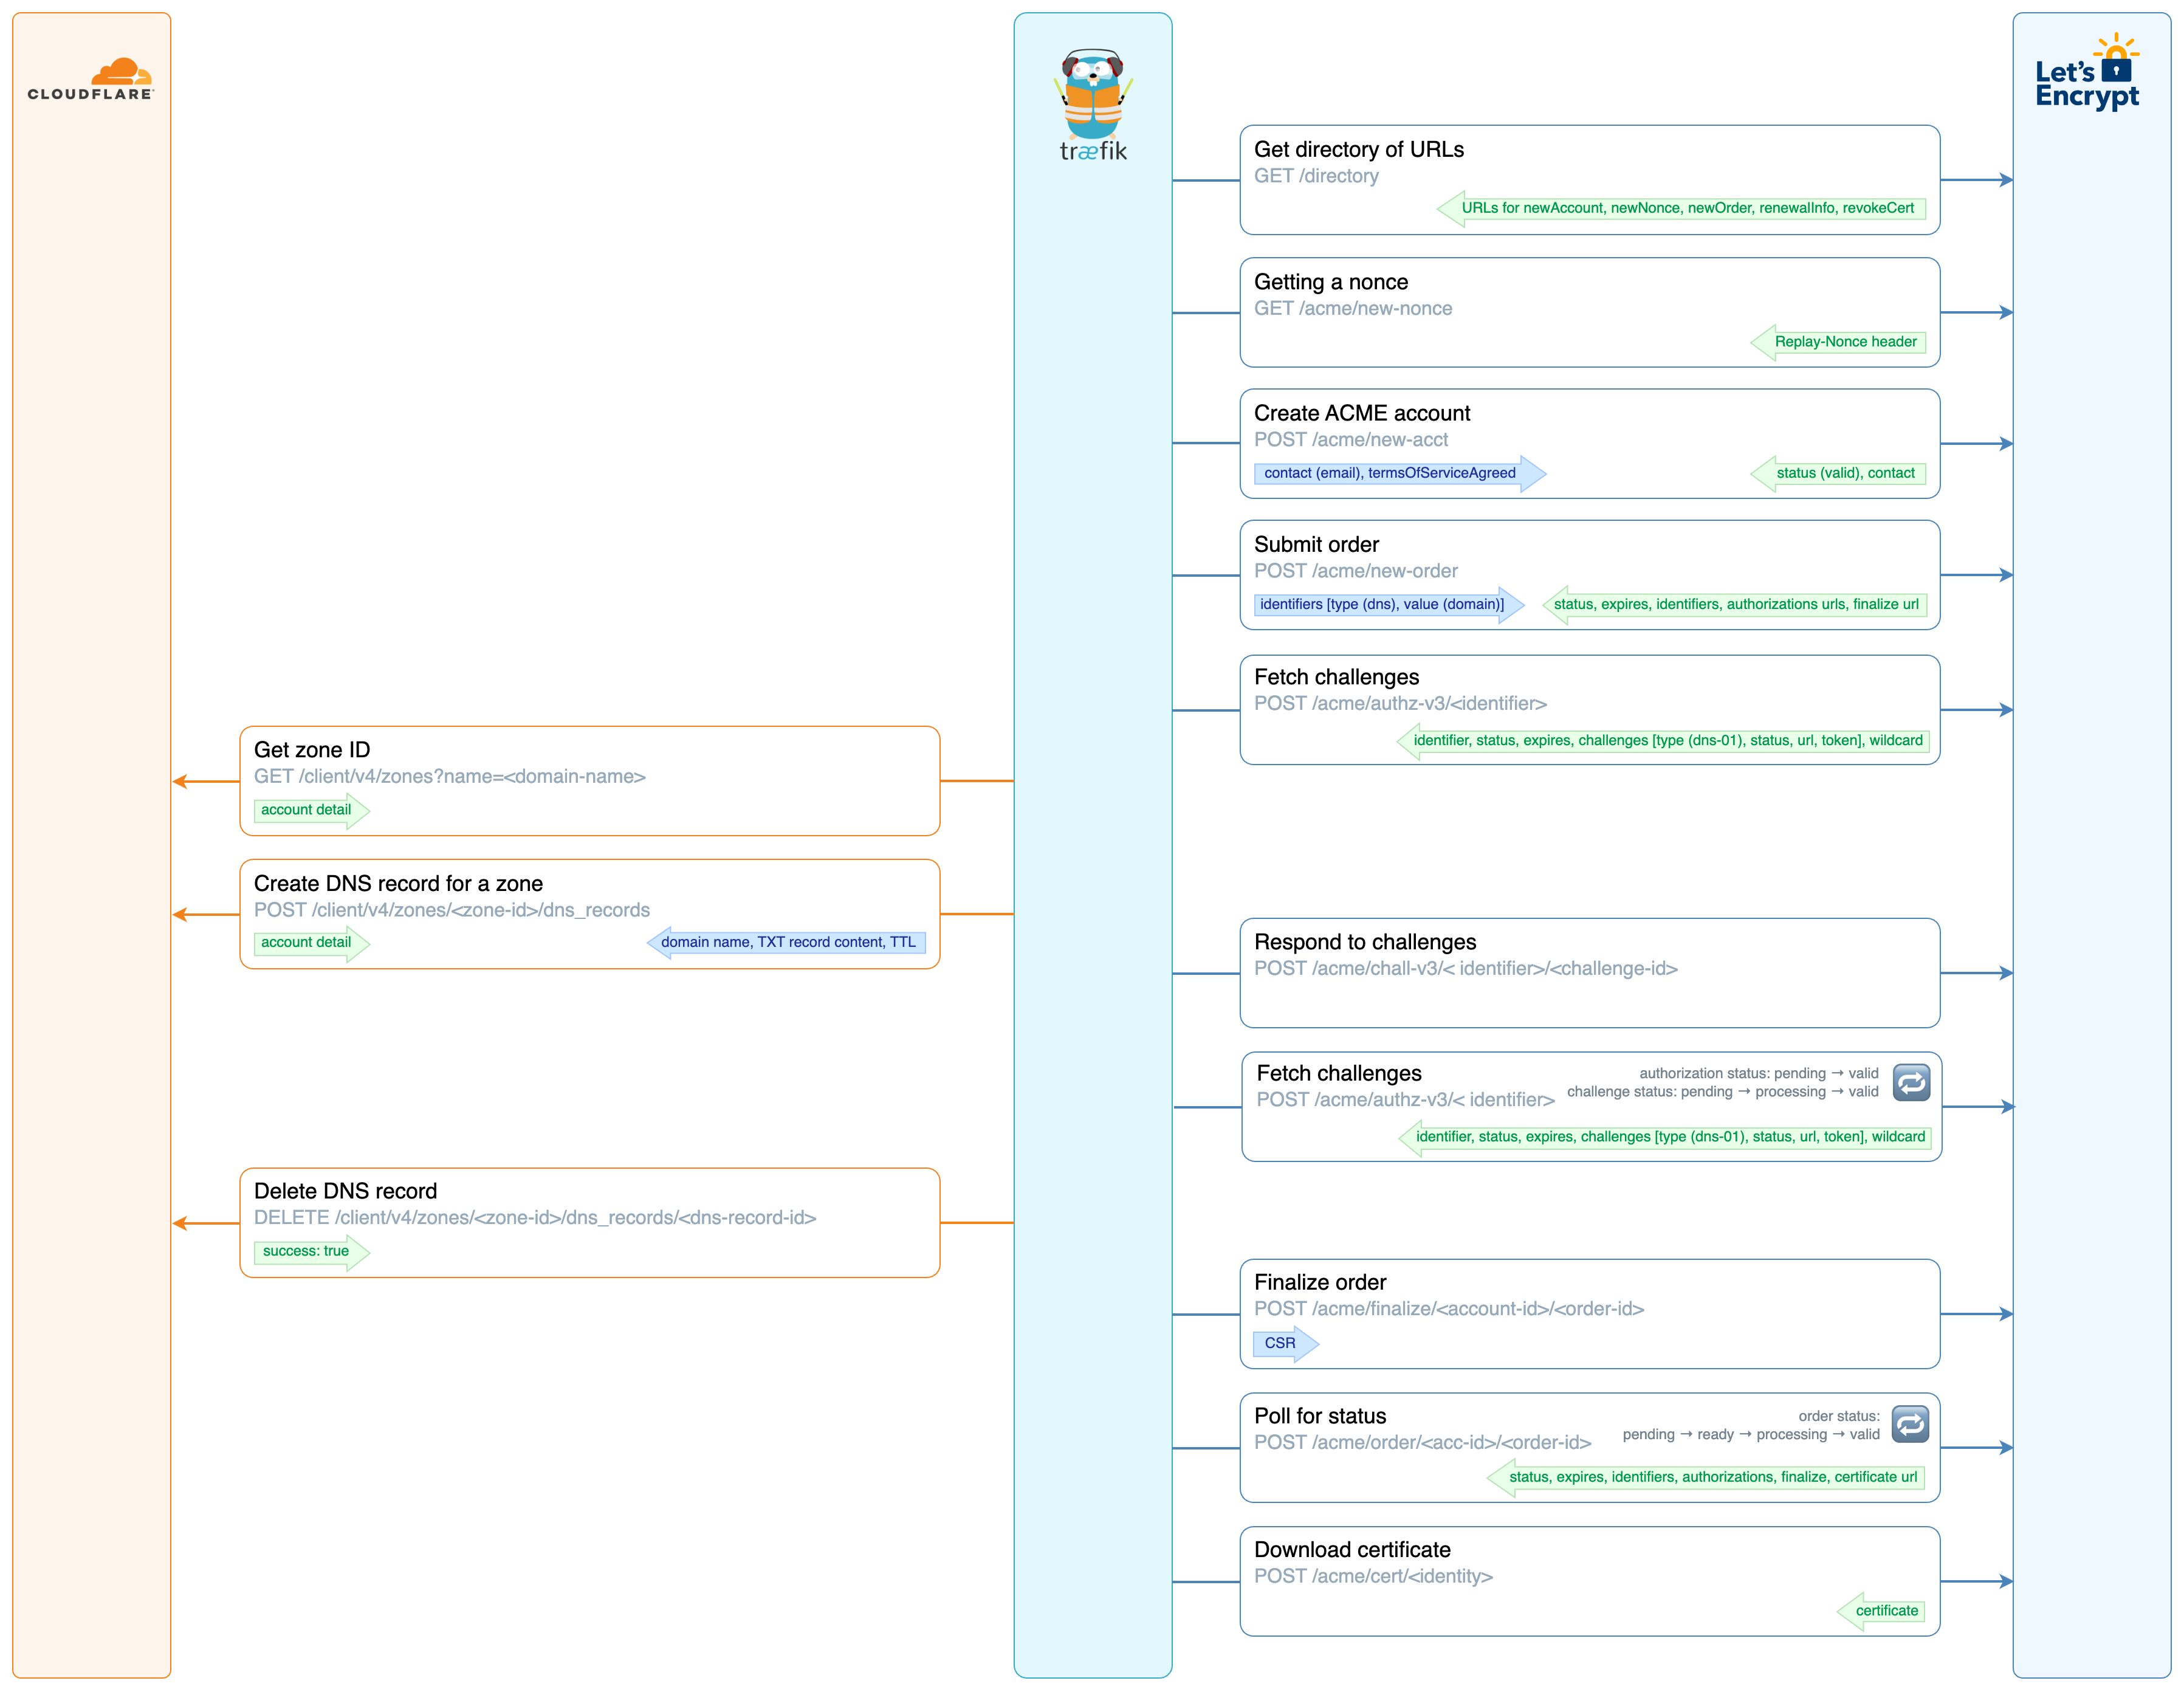 CLOUDFLARE
træfik
Let's
Encrypt
Get directory of URLs
GET /directory
URLs for newAccount, newNonce, newOrder, renewalInfo, revokeCert
Getting a nonce
GET /acme/new-nonce
Replay-Nonce header
Create ACME account
POST /acme/new-acct
contact (email), termsOfServiceAgreed
status (valid), contact
Submit order
POST /acme/new-order
identifiers [type (dns), value (domain)]
status, expires, identifiers, authorizations urls, finalize url
Fetch challenges
POST /acme/authz-v3/<identifier>
identifier, status, expires, challenges [type (dns-01), status, url, token], wildcard
Get zone ID
GET /client/v4/zones?name=<domain-name>
account detail
Create DNS record for a zone
POST /client/v4/zones/<zone-id>/dns_records
account detail
domain name, TXT record content, TTL
Respond to challenges
POST /acme/chall-v3/< identifier>/<challenge-id>
Fetch challenges
POST /acme/authz-v3/< identifier>
authorization status: pending → valid
challenge status: pending → processing → valid
identifier, status, expires, challenges [type (dns-01), status, url, token], wildcard
Delete DNS record
DELETE /client/v4/zones/<zone-id>/dns_records/<dns-record-id>
success: true
Finalize order
POST /acme/finalize/<account-id>/<order-id>
CSR
Poll for status
POST /acme/order/<acc-id>/<order-id>
order status:
pending → ready → processing → valid
status, expires, identifiers, authorizations, finalize, certificate url
Download certificate
POST /acme/cert/<identity>
certificate